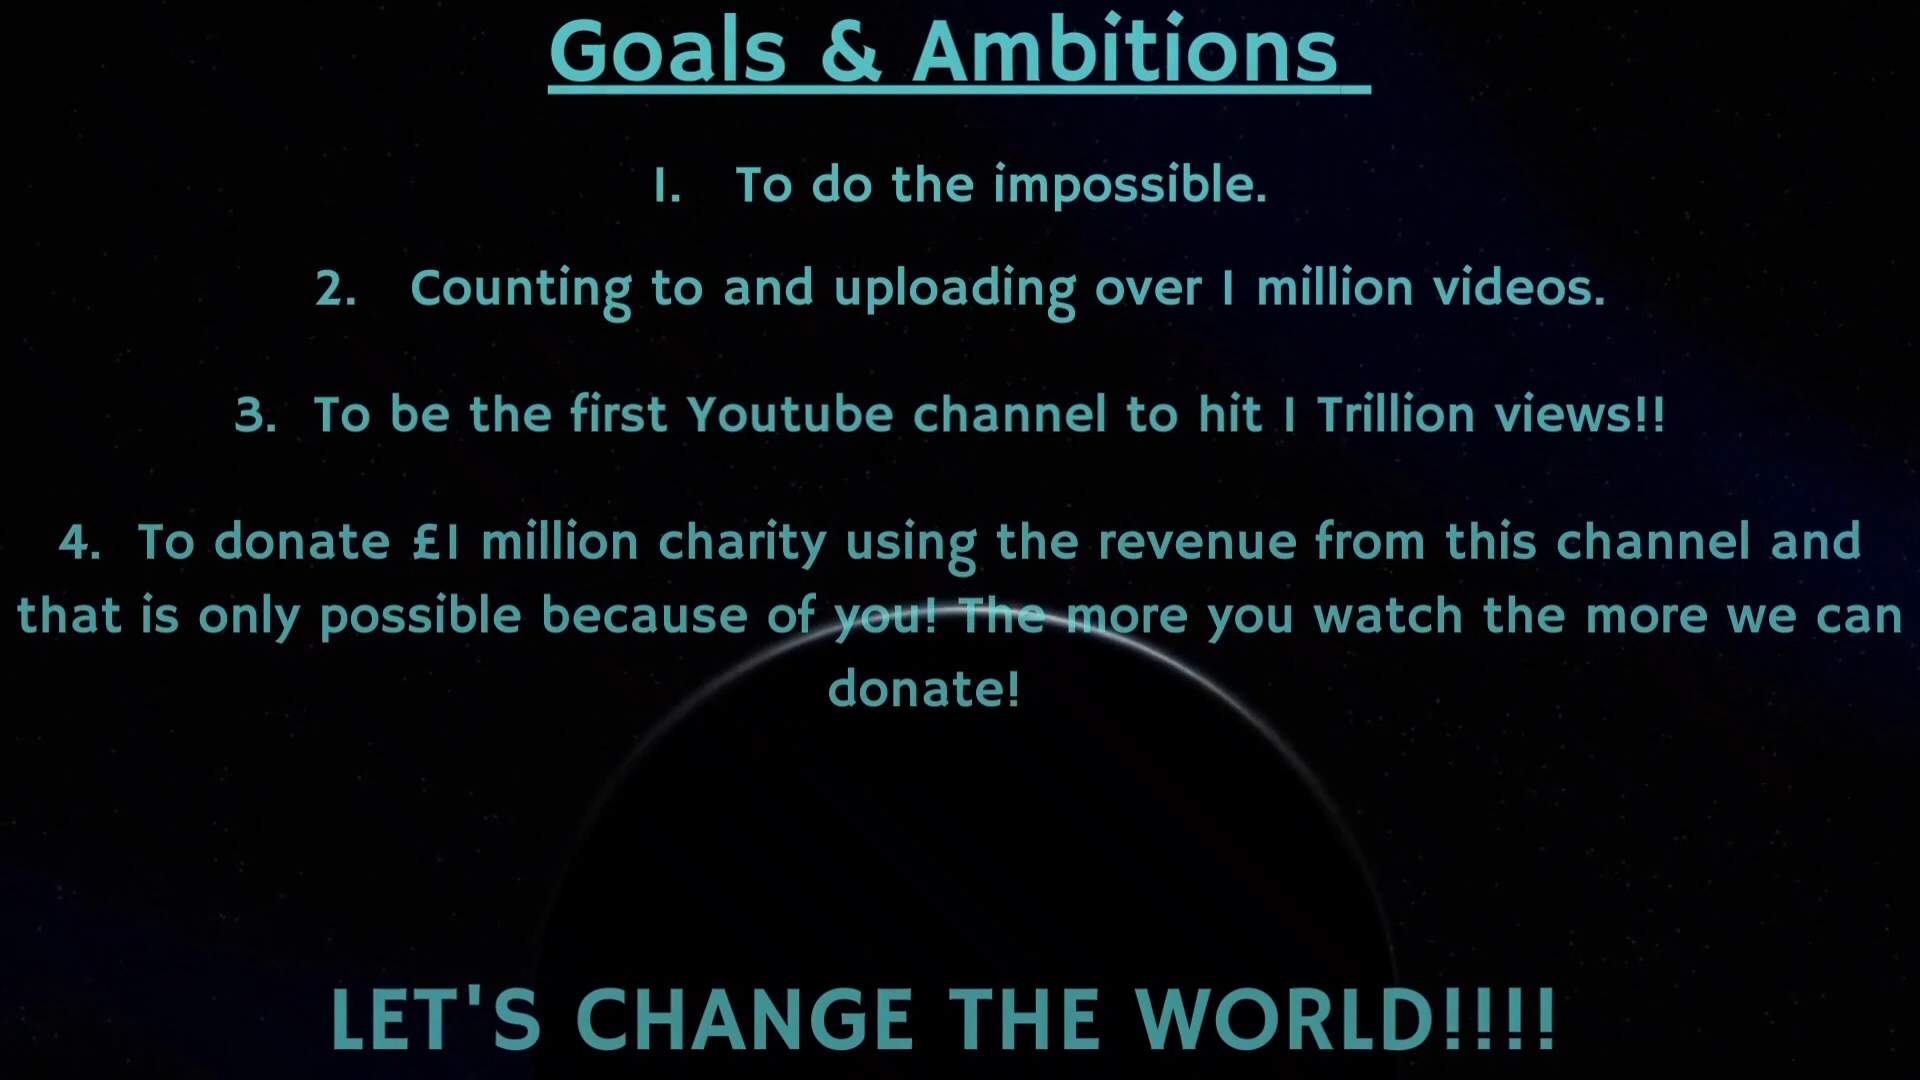 Goals & Ambitions
1. To do the impossible.
2. Counting to and uploading over 1 million videos.
3. To be the first Youtube channel to hit 1 Trillion views!!
4. To donate £1 million charity using the revenue from this channel and
that is only possible because of you! The more you watch the more we can
donate!
LET'S CHANGE THE WORLD!!!!